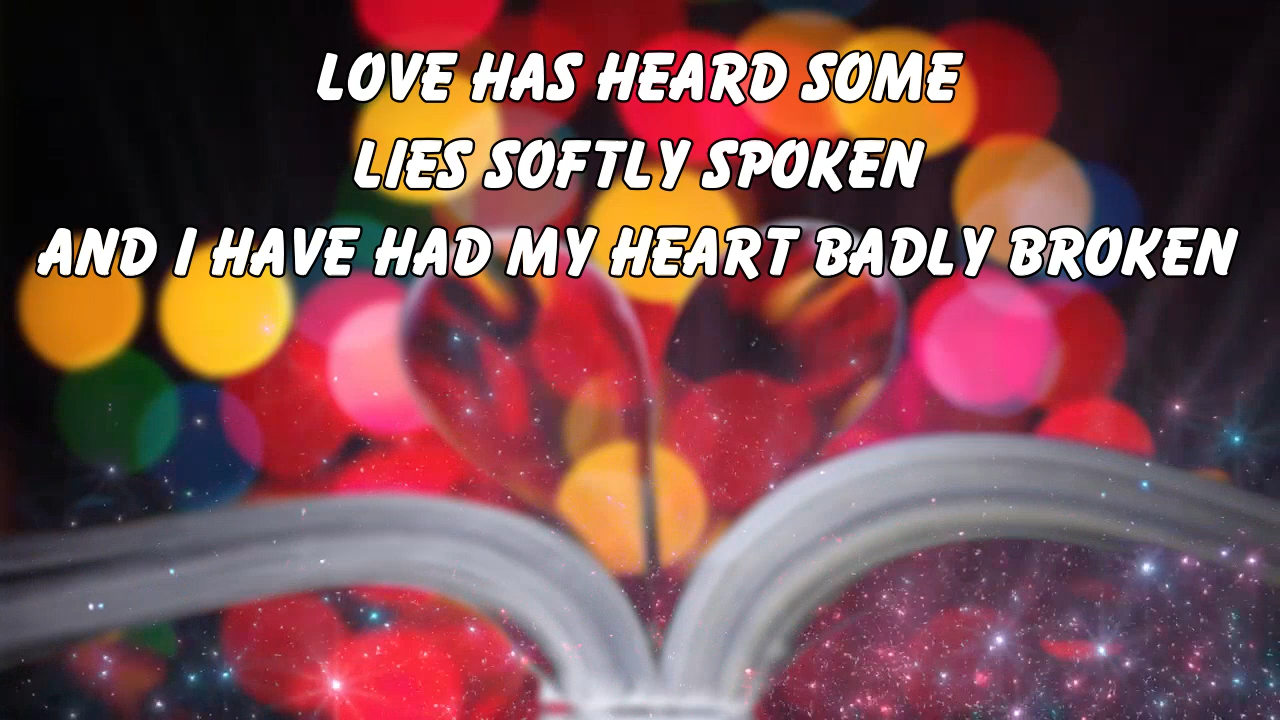 LOVE HAS HEARD SOME
LIES SOFTLY SPOKEN
AND I HAVE HAD MY HEART BADLY BROKEN